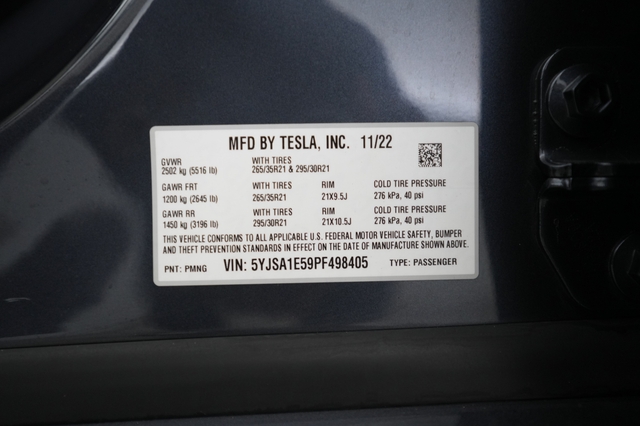 MFD BY TESLA, INC. 11/22
GVWR WITH TIRES
2502 kg (5516 lb) 265/35R21 & 295/30R21
GAWR FRT WITH TIRES RIM COLD TIRE PRESSURE
1200 kg (2645 lb) 265/35R21 21X9.5J 276 kPa, 40 psi
GAWR RR WITH TIRES RIM COLD TIRE PRESSURE
1450 kg (3196 lb) 295/30R21 21X10.5J 276 kPa, 40 psi
THIS VEHICLE CONFORMS TO ALL APPLICABLE U.S. FEDERAL MOTOR VEHICLE SAFETY, BUMPER
AND THEFT PREVENTION STANDARDS IN EFFECT ON THE DATE OF MANUFACTURE SHOWN ABOVE.
PNT: PMNG VIN: 5YJSA1E59PF498405 TYPE: PASSENGER